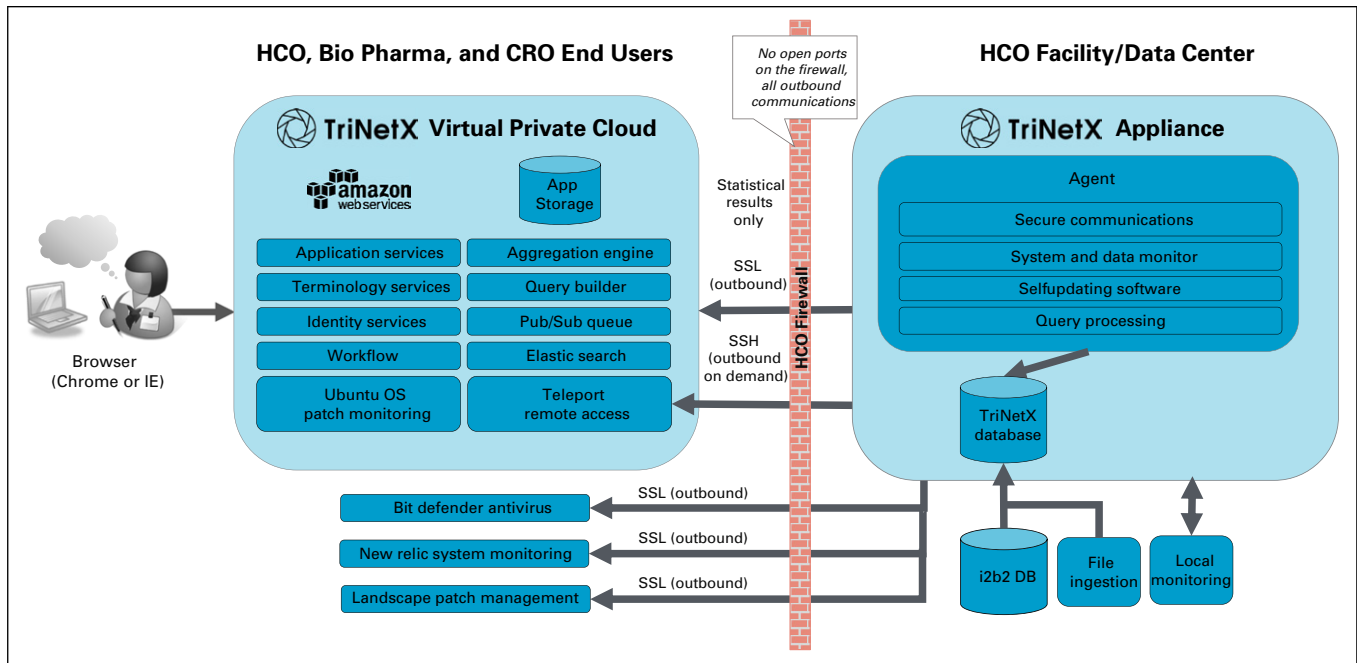 HCO, Bio Pharma, and CRO End Users
No open ports
on the firewall,
all outbound
communications
HCO Facility/Data Center
TriNetX Virtual Private Cloud
amazon
webservices
App
Storage
Application services
Aggregation engine
Terminology services
Query builder
Identity services
Pub/Sub queue
Workflow
Elastic search
Ubuntu OS
patch monitoring
Teleport
remote access
Browser
(Chrome or IE)
Statistical
results
only
SSL
(outbound)
SSH
(outbound
on demand)
HCO Firewall
TriNetX Appliance
Agent
Secure communications
System and data monitor
Selfupdating software
Query processing
TriNetX
database
SSL (outbound)
Bit defender antivirus
SSL (outbound)
New relic system monitoring
SSL (outbound)
Landscape patch management
i2b2 DB
File
ingestion
Local
monitoring